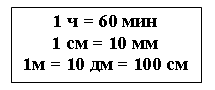 1 ч = 60 мин
1 см = 10 мм
1м = 10 дм = 100 см